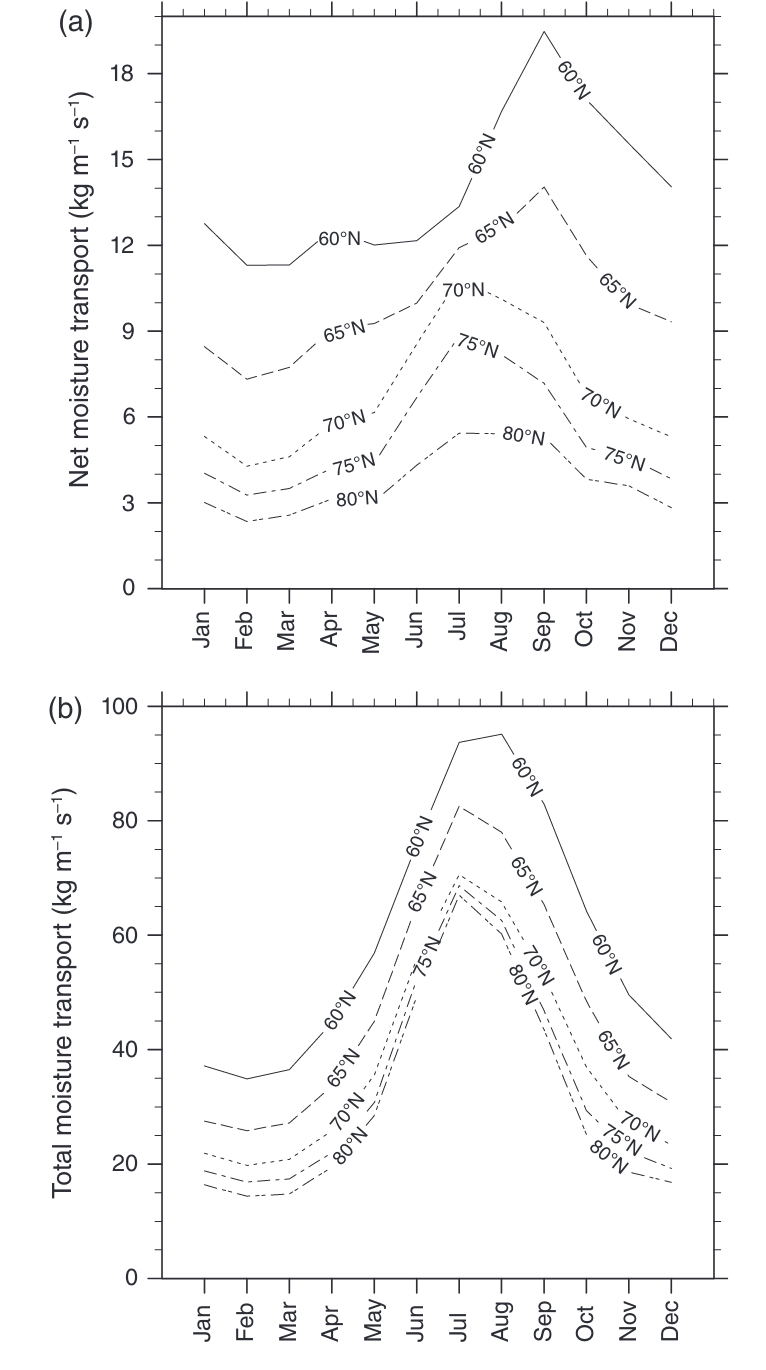 (a)
Net moisture transport (kg m⁻¹ s⁻¹)
18
15
12
9
6
3
0
60°N
60°N
60°N
65°N
65°N
65°N
70°N
70°N
70°N
75°N
75°N
75°N
80°N
80°N
Jan Feb Mar Apr May Jun Jul Aug Sep Oct Nov Dec
(b)
Total moisture transport (kg m⁻¹ s⁻¹)
100
80
60
40
20
0
60°N
60°N
60°N
60°N
65°N
65°N
65°N
65°N
70°N
70°N
70°N
75°N
75°N
80°N
80°N
80°N
Jan Feb Mar Apr May Jun Jul Aug Sep Oct Nov Dec